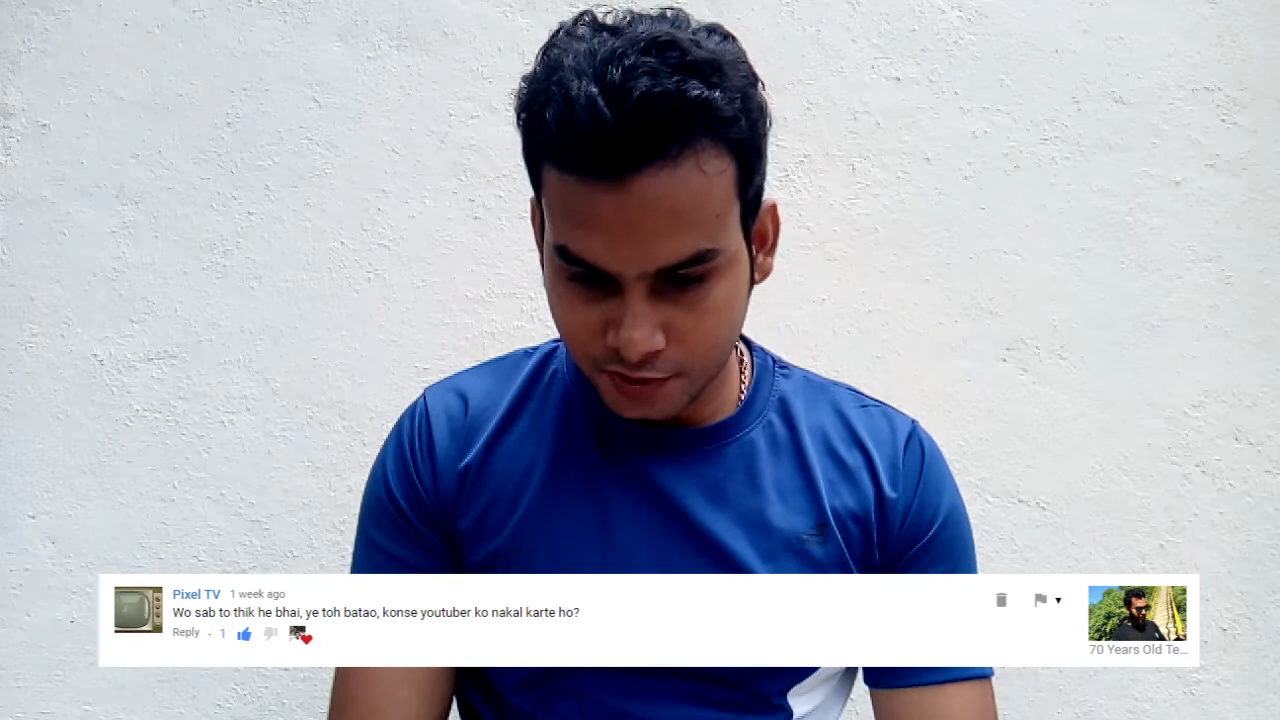 Pixel TV 1 week ago
Wo sab to thik he bhai, ye toh batao, konse youtuber ko nakal karte ho?
Reply · 1
70 Years Old Te...